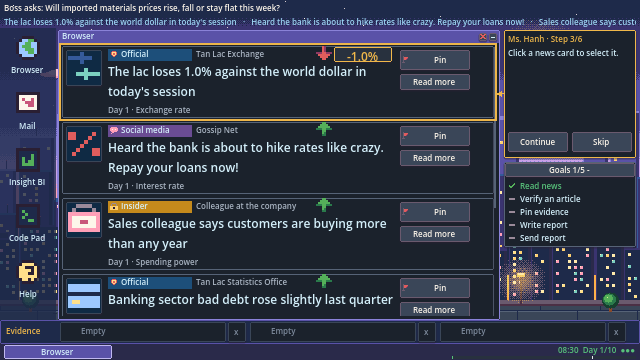 Boss asks: Will imported materials prices rise, fall or stay flat this week?
The lac loses 1.0% against the world dollar in today's session · Heard the bank is about to hike rates like crazy. Repay your loans now! · Sales colleague says cust
Browser
Official Tan Lac Exchange -1.0%
The lac loses 1.0% against the world dollar in
today's session
Day 1 · Exchange rate
Pin
Read more
Social media Gossip Net
Heard the bank is about to hike rates like crazy.
Repay your loans now!
Day 1 · Interest rate
Pin
Read more
Insider Colleague at the company
Sales colleague says customers are buying more
than any year
Day 1 · Spending power
Pin
Read more
Official Tan Lac Statistics Office
Banking sector bad debt rose slightly last quarter
Pin
Read more
Browser
Mail
Insight BI
Code Pad
Help
Ms. Hanh · Step 3/6
Click a news card to select it.
Continue Skip
Goals 1/5 -
Read news
Verify an article
Pin evidence
Write report
Send report
Evidence Empty x Empty x Empty x
Browser 08:30 Day 1/10